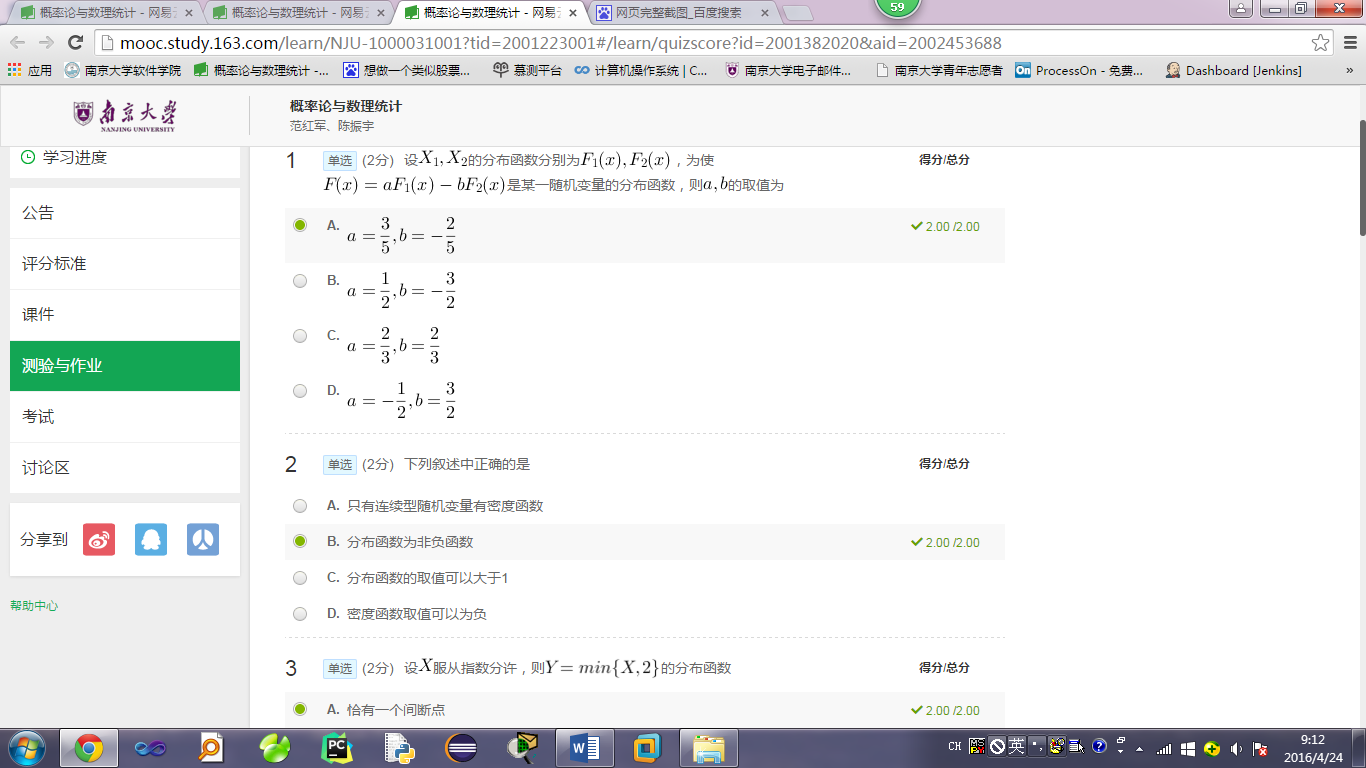 概率论与数理统计 - 网易云
概率论与数理统计 - 网易云
概率论与数理统计 - 网易云
网页完整截图_百度搜索
59
mooc.study.163.com/learn/NJU-1000031001?tid=2001223001#/learn/quizscore?id=2001382020&aid=2002453688
应用 南京大学软件学院 概率论与数理统计 -... 想做一个类似股票... 慕测平台 计算机操作系统 | C... 南京大学电子邮件... 南京大学青年志愿者 ProcessOn - 免费... Dashboard [Jenkins] »
南京大学
NANJING UNIVERSITY
概率论与数理统计
范红军、陈振宇
学习进度
公告
评分标准
课件
测验与作业
考试
讨论区
分享到
帮助中心
1 单选 (2分) 设X₁, X₂的分布函数分别为F₁(x), F₂(x)，为使 得分/总分
F(x) = aF₁(x) − bF₂(x)是某一随机变量的分布函数，则a, b的取值为
A. a = 3/5, b = −2/5 2.00 /2.00
B. a = 1/2, b = −3/2
C. a = 2/3, b = 2/3
D. a = −1/2, b = 3/2
2 单选 (2分) 下列叙述中正确的是 得分/总分
A. 只有连续型随机变量有密度函数
B. 分布函数为非负函数 2.00 /2.00
C. 分布函数的取值可以大于1
D. 密度函数取值可以为负
3 单选 (2分) 设X服从指数分许，则Y = min{X, 2}的分布函数 得分/总分
A. 恰有一个间断点 2.00 /2.00
CH 英 9:12
2016/4/24